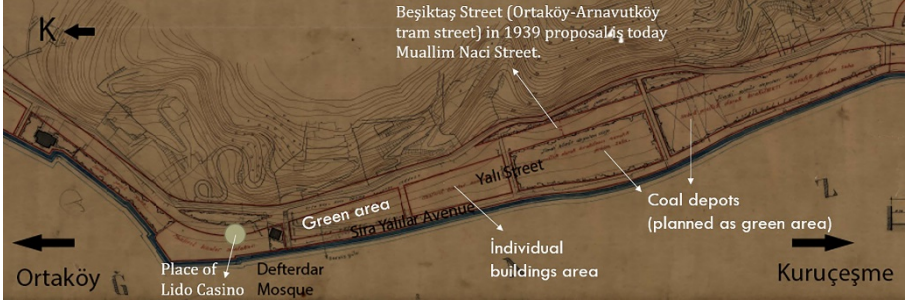 Beşiktaş Street (Ortaköy-Arnavutköy
tram street) in 1939 proposal is today
Muallim Naci Street.
K
Yalı Street
Green area
Sıra Yalılar Avenue
Coal depots
(planned as green area)
İndividual
buildings area
Ortaköy
Place of
Lido Casino
Defterdar
Mosque
Kuruçeşme